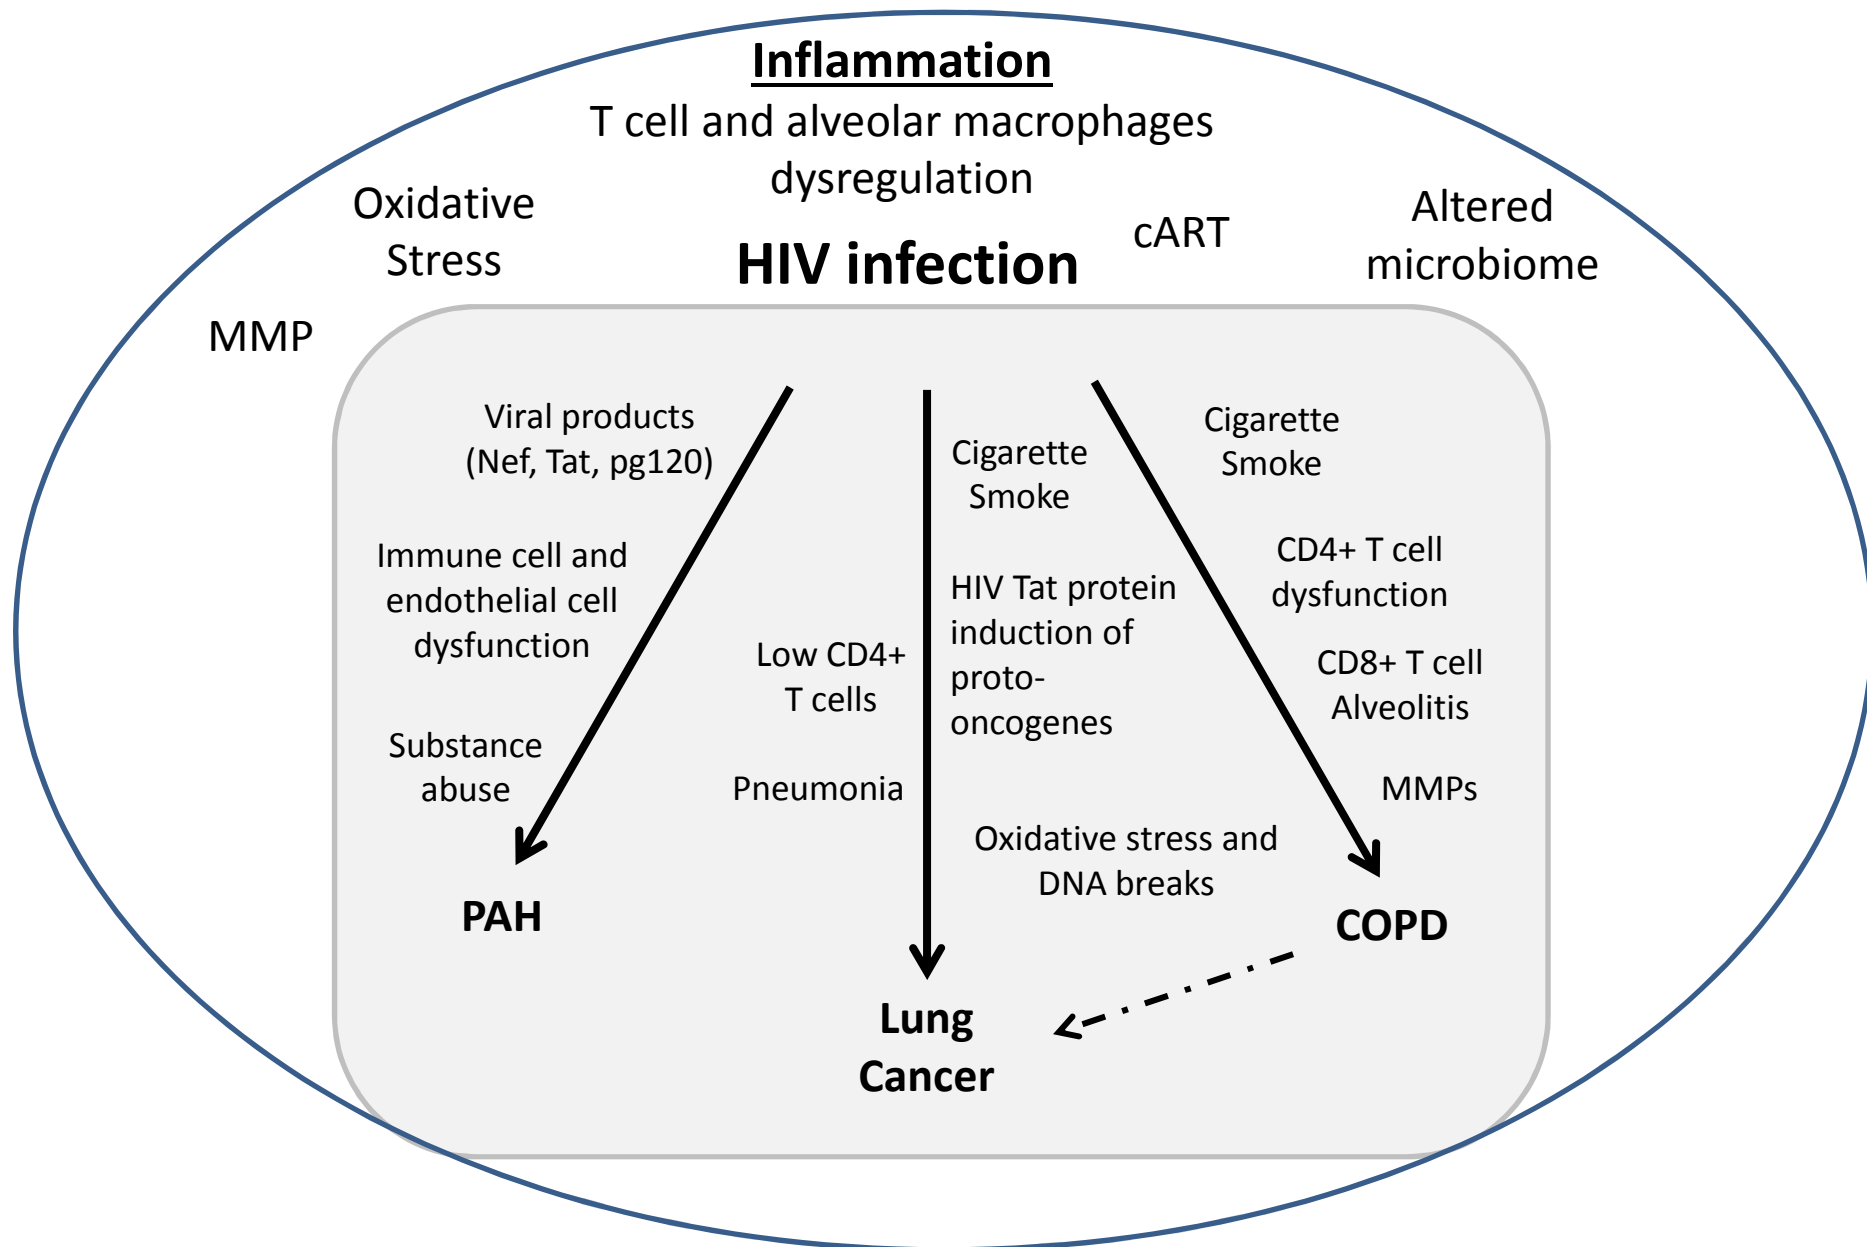 Inflammation
T cell and alveolar macrophages
dysregulation
Oxidative
Stress
cART
Altered
microbiome
HIV infection
MMP
Viral products
(Nef, Tat, pg120)
Immune cell and
endothelial cell
dysfunction
Substance
abuse
PAH
Cigarette
Smoke
HIV Tat protein
induction of
proto-
oncogenes
Low CD4+
T cells
Pneumonia
Oxidative stress and
DNA breaks
Lung
Cancer
Cigarette
Smoke
CD4+ T cell
dysfunction
CD8+ T cell
Alveolitis
MMPs
COPD